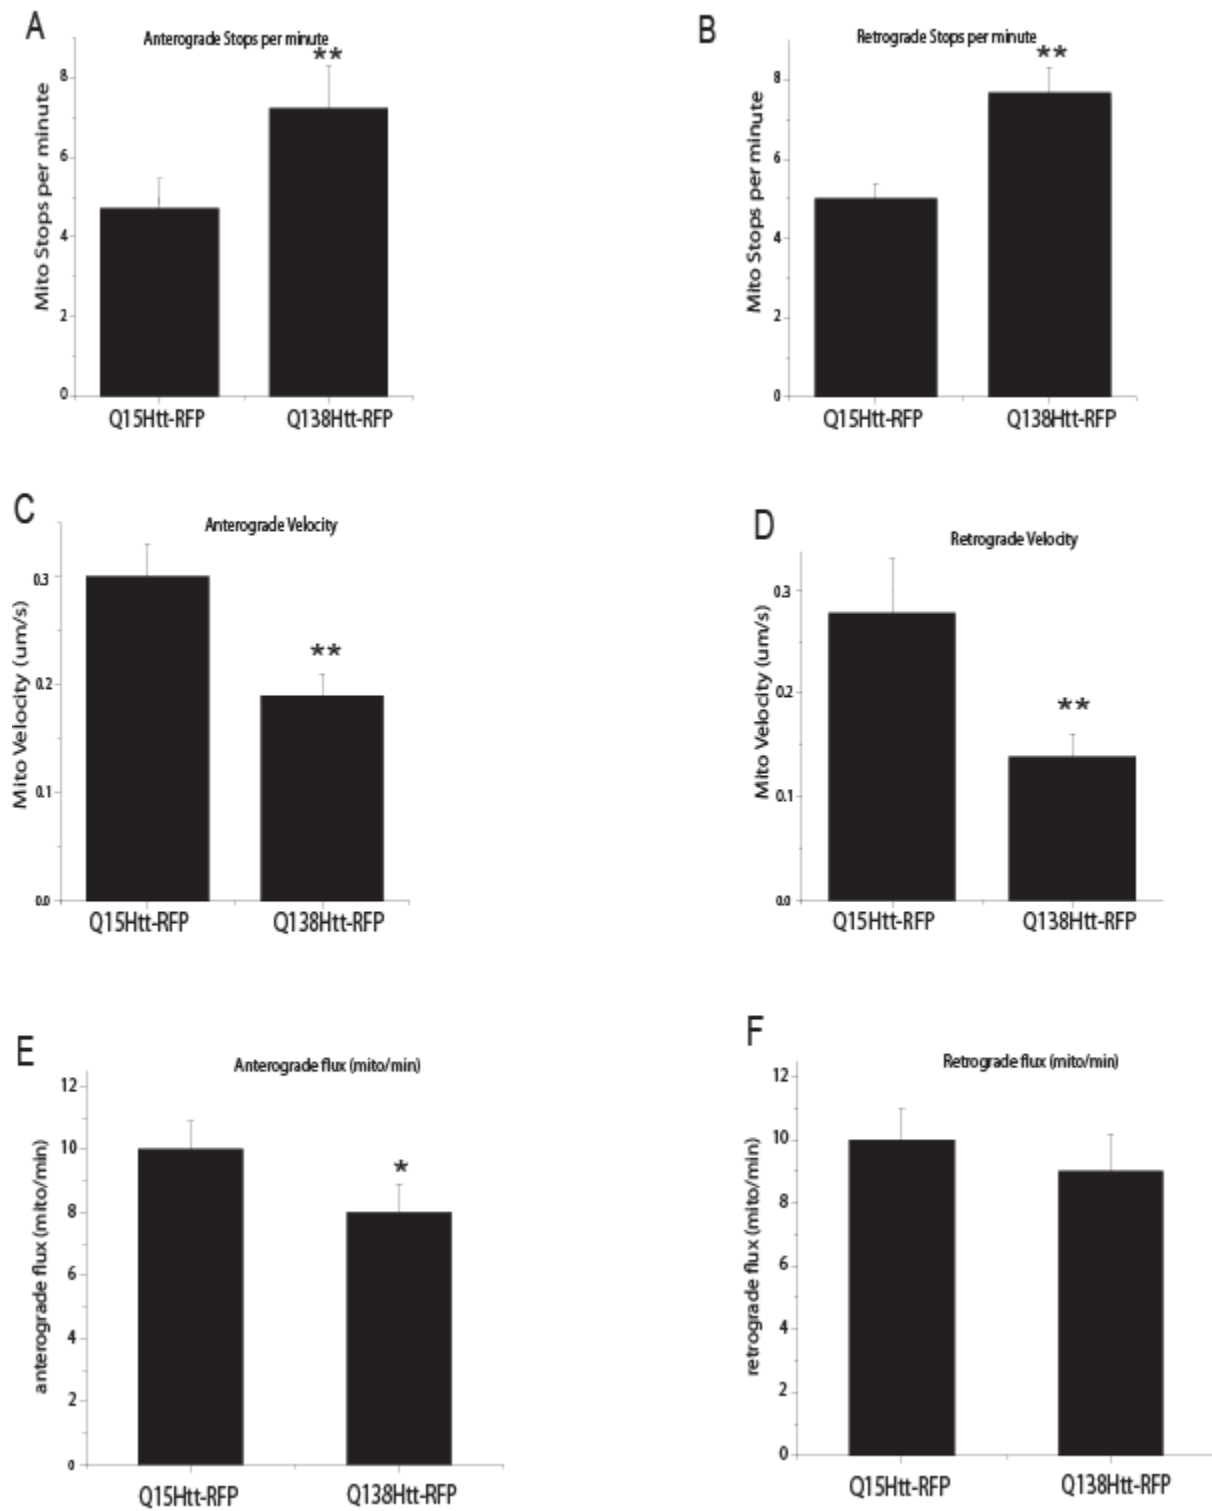 A
Anterograde Stops per minute
**
Mito Stops per minute
8
6
4
2
0
Q15Htt-RFP
Q138Htt-RFP
B
Retrograde Stops per minute
**
Mito Stops per minute
8
6
4
2
0
Q15Htt-RFP
Q138Htt-RFP
C
Anterograde Velocity
Mito Velocity (um/s)
0.3
0.2
0.1
0.0
**
Q15Htt-RFP
Q138Htt-RFP
D
Retrograde Velocity
Mito Velocity (um/s)
0.3
0.2
0.1
0.0
**
Q15Htt-RFP
Q138Htt-RFP
E
Anterograde flux (mito/min)
anterograde flux (mito/min)
12
10
8
6
4
2
0
*
Q15Htt-RFP
Q138Htt-RFP
F
Retrograde flux (mito/min)
retrograde flux (mito/min)
12
10
8
6
4
2
0
Q15Htt-RFP
Q138Htt-RFP